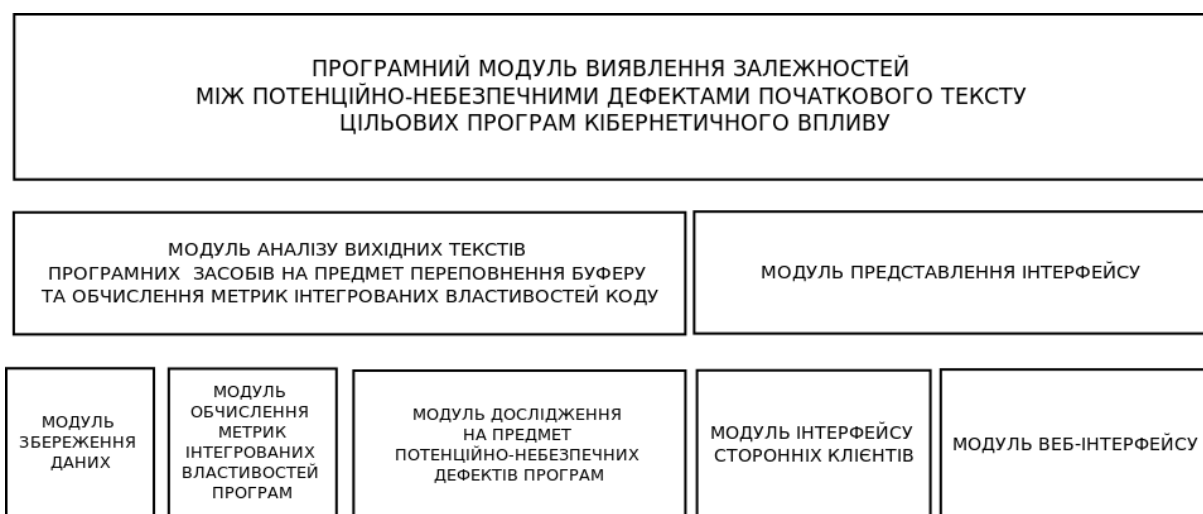 ПРОГРАМНИЙ МОДУЛЬ ВИЯВЛЕННЯ ЗАЛЕЖНОСТЕЙ
МІЖ ПОТЕНЦІЙНО-НЕБЕЗПЕЧНИМИ ДЕФЕКТАМИ ПОЧАТКОВОГО ТЕКСТУ
ЦІЛЬОВИХ ПРОГРАМ КІБЕРНЕТИЧНОГО ВПЛИВУ
МОДУЛЬ АНАЛІЗУ ВИХІДНИХ ТЕКСТІВ
ПРОГРАМНИХ ЗАСОБІВ НА ПРЕДМЕТ ПЕРЕПОВНЕННЯ БУФЕРУ
ТА ОБЧИСЛЕННЯ МЕТРИК ІНТЕГРОВАНИХ ВЛАСТИВОСТЕЙ КОДУ
МОДУЛЬ ПРЕДСТАВЛЕННЯ ІНТЕРФЕЙСУ
МОДУЛЬ
ЗБЕРЕЖЕННЯ
ДАНИХ
МОДУЛЬ
ОБЧИСЛЕННЯ
МЕТРИК
ІНТЕГРОВАНИХ
ВЛАСТИВОСТЕЙ
ПРОГРАМ
МОДУЛЬ ДОСЛІДЖЕННЯ
НА ПРЕДМЕТ
ПОТЕНЦІЙНО-НЕБЕЗПЕЧНИХ
ДЕФЕКТІВ ПРОГРАМ
МОДУЛЬ ІНТЕРФЕЙСУ
СТОРОННІХ КЛІЄНТІВ
МОДУЛЬ ВЕБ-ІНТЕРФЕЙСУ